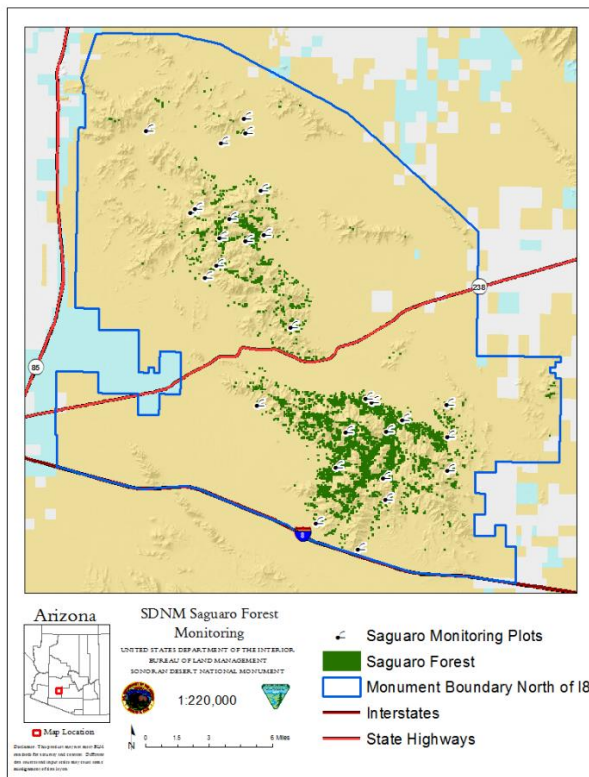 238
85
8
Arizona
Map Location
SDNM Saguaro Forest
Monitoring
UNITED STATES DEPARTMENT OF THE INTERIOR
BUREAU OF LAND MANAGEMENT
SONORAN DESERT NATIONAL MONUMENT
1:220,000
N
0 1.5 3 6 Miles
Saguaro Monitoring Plots
Saguaro Forest
Monument Boundary North of I8
Interstates
State Highways